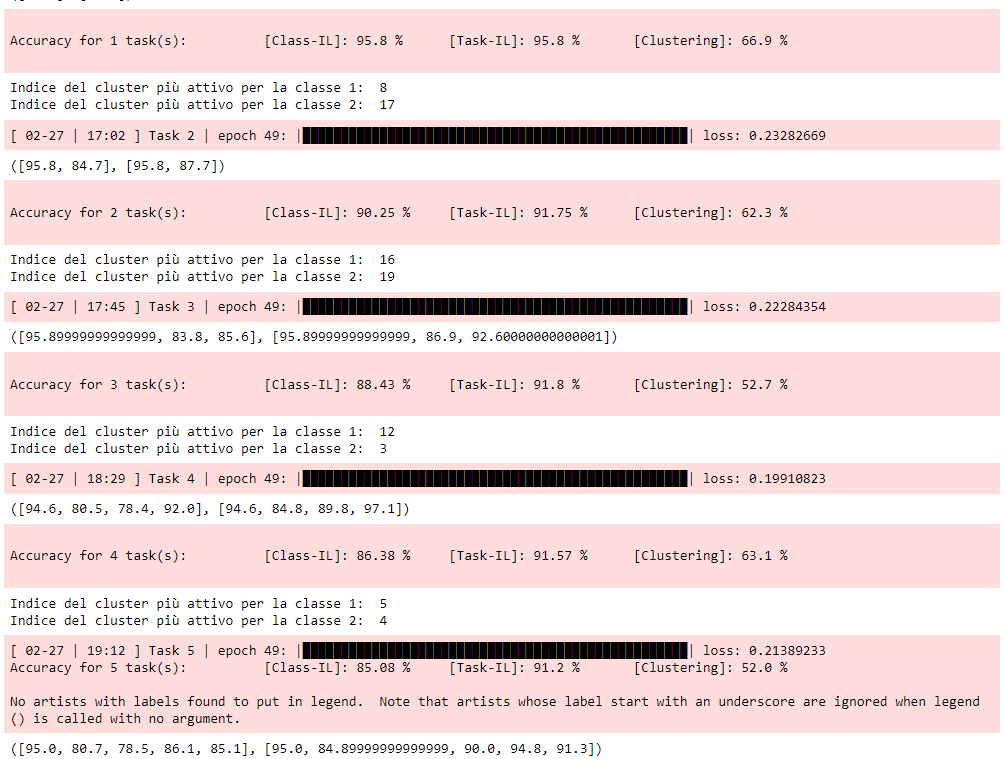 Accuracy for 1 task(s): [Class-IL]: 95.8 % [Task-IL]: 95.8 % [Clustering]: 66.9 %
Indice del cluster più attivo per la classe 1: 8
Indice del cluster più attivo per la classe 2: 17
[ 02-27 | 17:02 ] Task 2 | epoch 49: |██████████████████████████████████████████████████| loss: 0.23282669
([95.8, 84.7], [95.8, 87.7])
Accuracy for 2 task(s): [Class-IL]: 90.25 % [Task-IL]: 91.75 % [Clustering]: 62.3 %
Indice del cluster più attivo per la classe 1: 16
Indice del cluster più attivo per la classe 2: 19
[ 02-27 | 17:45 ] Task 3 | epoch 49: |██████████████████████████████████████████████████| loss: 0.22284354
([95.89999999999999, 83.8, 85.6], [95.89999999999999, 86.9, 92.60000000000001])
Accuracy for 3 task(s): [Class-IL]: 88.43 % [Task-IL]: 91.8 % [Clustering]: 52.7 %
Indice del cluster più attivo per la classe 1: 12
Indice del cluster più attivo per la classe 2: 3
[ 02-27 | 18:29 ] Task 4 | epoch 49: |██████████████████████████████████████████████████| loss: 0.19910823
([94.6, 80.5, 78.4, 92.0], [94.6, 84.8, 89.8, 97.1])
Accuracy for 4 task(s): [Class-IL]: 86.38 % [Task-IL]: 91.57 % [Clustering]: 63.1 %
Indice del cluster più attivo per la classe 1: 5
Indice del cluster più attivo per la classe 2: 4
[ 02-27 | 19:12 ] Task 5 | epoch 49: |██████████████████████████████████████████████████| loss: 0.21389233
Accuracy for 5 task(s): [Class-IL]: 85.08 % [Task-IL]: 91.2 % [Clustering]: 52.0 %
No artists with labels found to put in legend. Note that artists whose label start with an underscore are ignored when legend
() is called with no argument.
([95.0, 80.7, 78.5, 86.1, 85.1], [95.0, 84.89999999999999, 90.0, 94.8, 91.3])